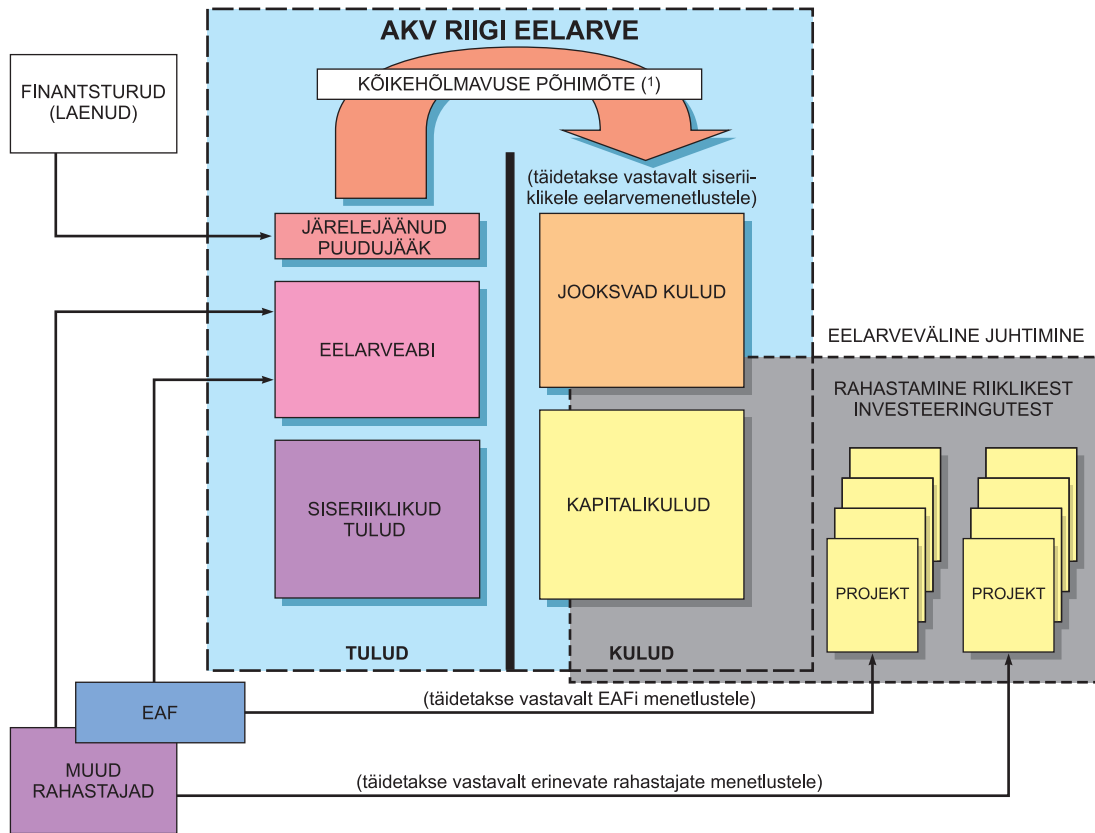 AKV RIIGI EELARVE
FINANTSTURUD
(LAENUD)
KÕIKEHÕLMAVUSE PÕHIMÕTE (¹)
(täidetakse vastavalt siserii-
klikele eelarvemenetlustele)
JÄRELEJÄÄNUD
PUUDUJÄÄK
JOOKSVAD KULUD
EELARVEABI
EELARVEVÄLINE JUHTIMINE
RAHASTAMINE RIIKLIKEST
INVESTEERINGUTEST
SISERIIKLIKUD
TULUD
KAPITALIKULUD
PROJEKT
PROJEKT
TULUD
KULUD
(täidetakse vastavalt EAFi menetlustele)
EAF
MUUD
RAHASTAJAD
(täidetakse vastavalt erinevate rahastajate menetlustele)